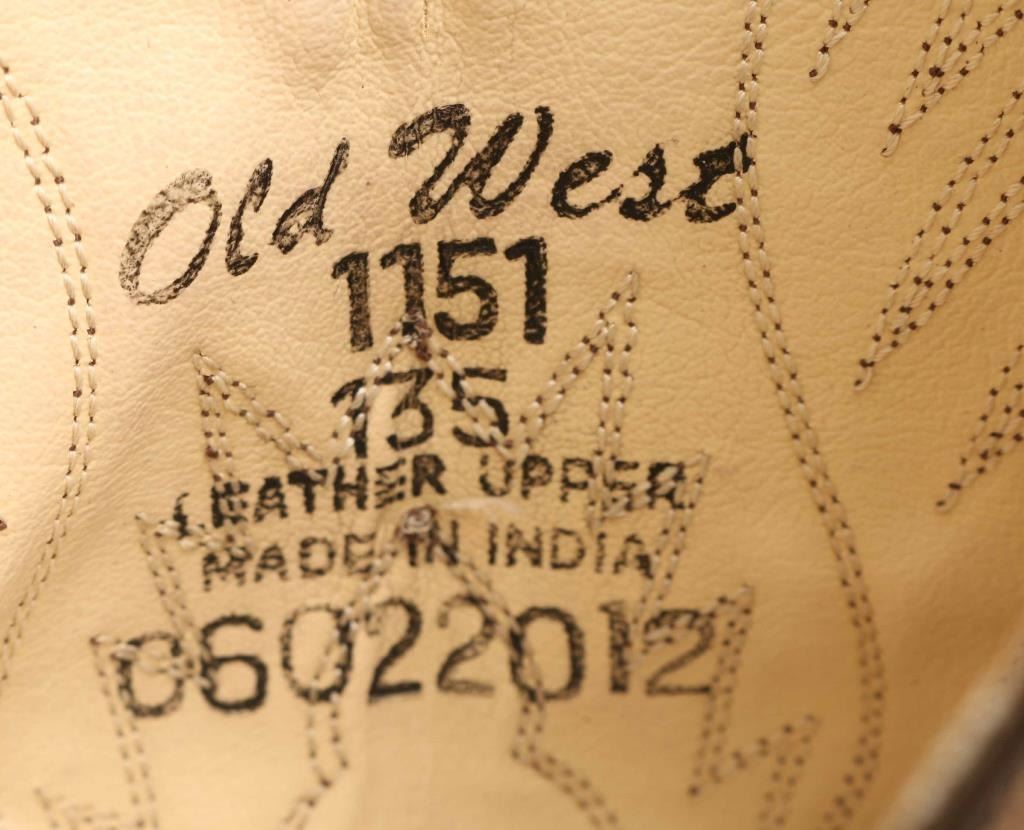 Old West
1151
135
LEATHER UPPER
MADE IN INDIA
06022012